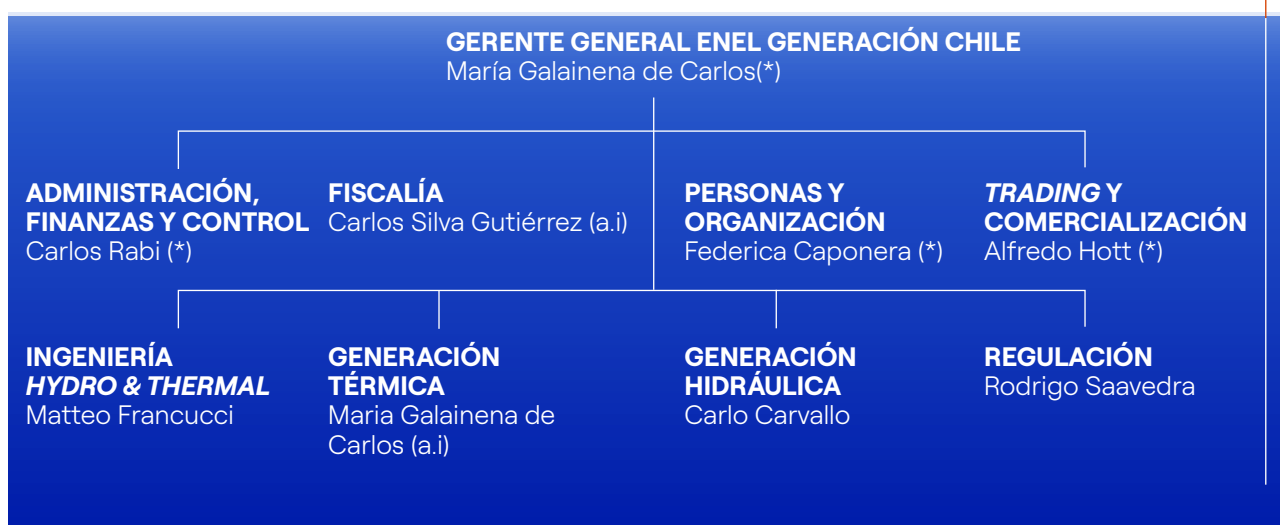 GERENTE GENERAL ENEL GENERACIÓN CHILE
María Galainena de Carlos(*)
ADMINISTRACIÓN,
FINANZAS Y CONTROL
Carlos Rabi (*)
FISCALÍA
Carlos Silva Gutiérrez (a.i)
PERSONAS Y
ORGANIZACIÓN
Federica Caponera (*)
TRADING Y
COMERCIALIZACIÓN
Alfredo Hott (*)
INGENIERÍA
HYDRO & THERMAL
Matteo Francucci
GENERACIÓN
TÉRMICA
Maria Galainena de
Carlos (a.i)
GENERACIÓN
HIDRÁULICA
Carlo Carvallo
REGULACIÓN
Rodrigo Saavedra